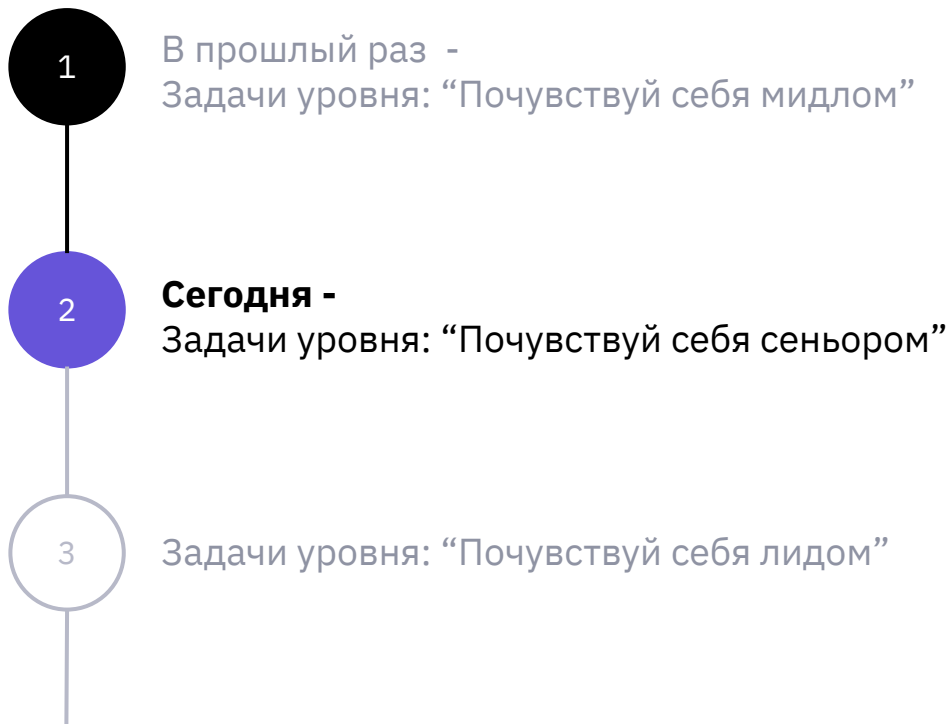 1
В прошлый раз -
Задачи уровня: “Почувствуй себя мидлом”
2
Сегодня -
Задачи уровня: “Почувствуй себя сеньором”
3
Задачи уровня: “Почувствуй себя лидом”